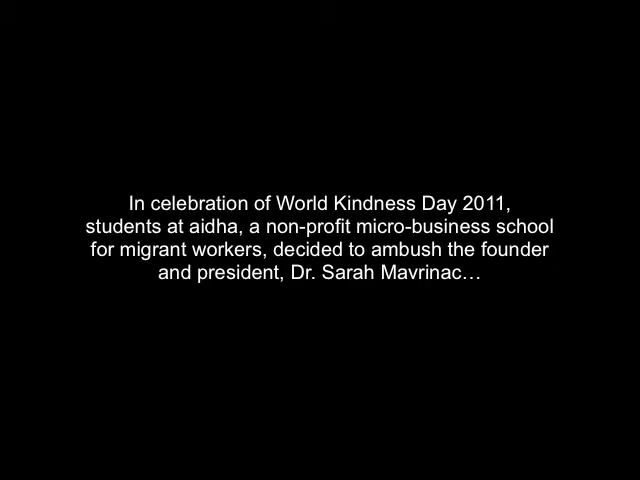 In celebration of World Kindness Day 2011,
students at aidha, a non-profit micro-business school
for migrant workers, decided to ambush the founder
and president, Dr. Sarah Mavrinac…